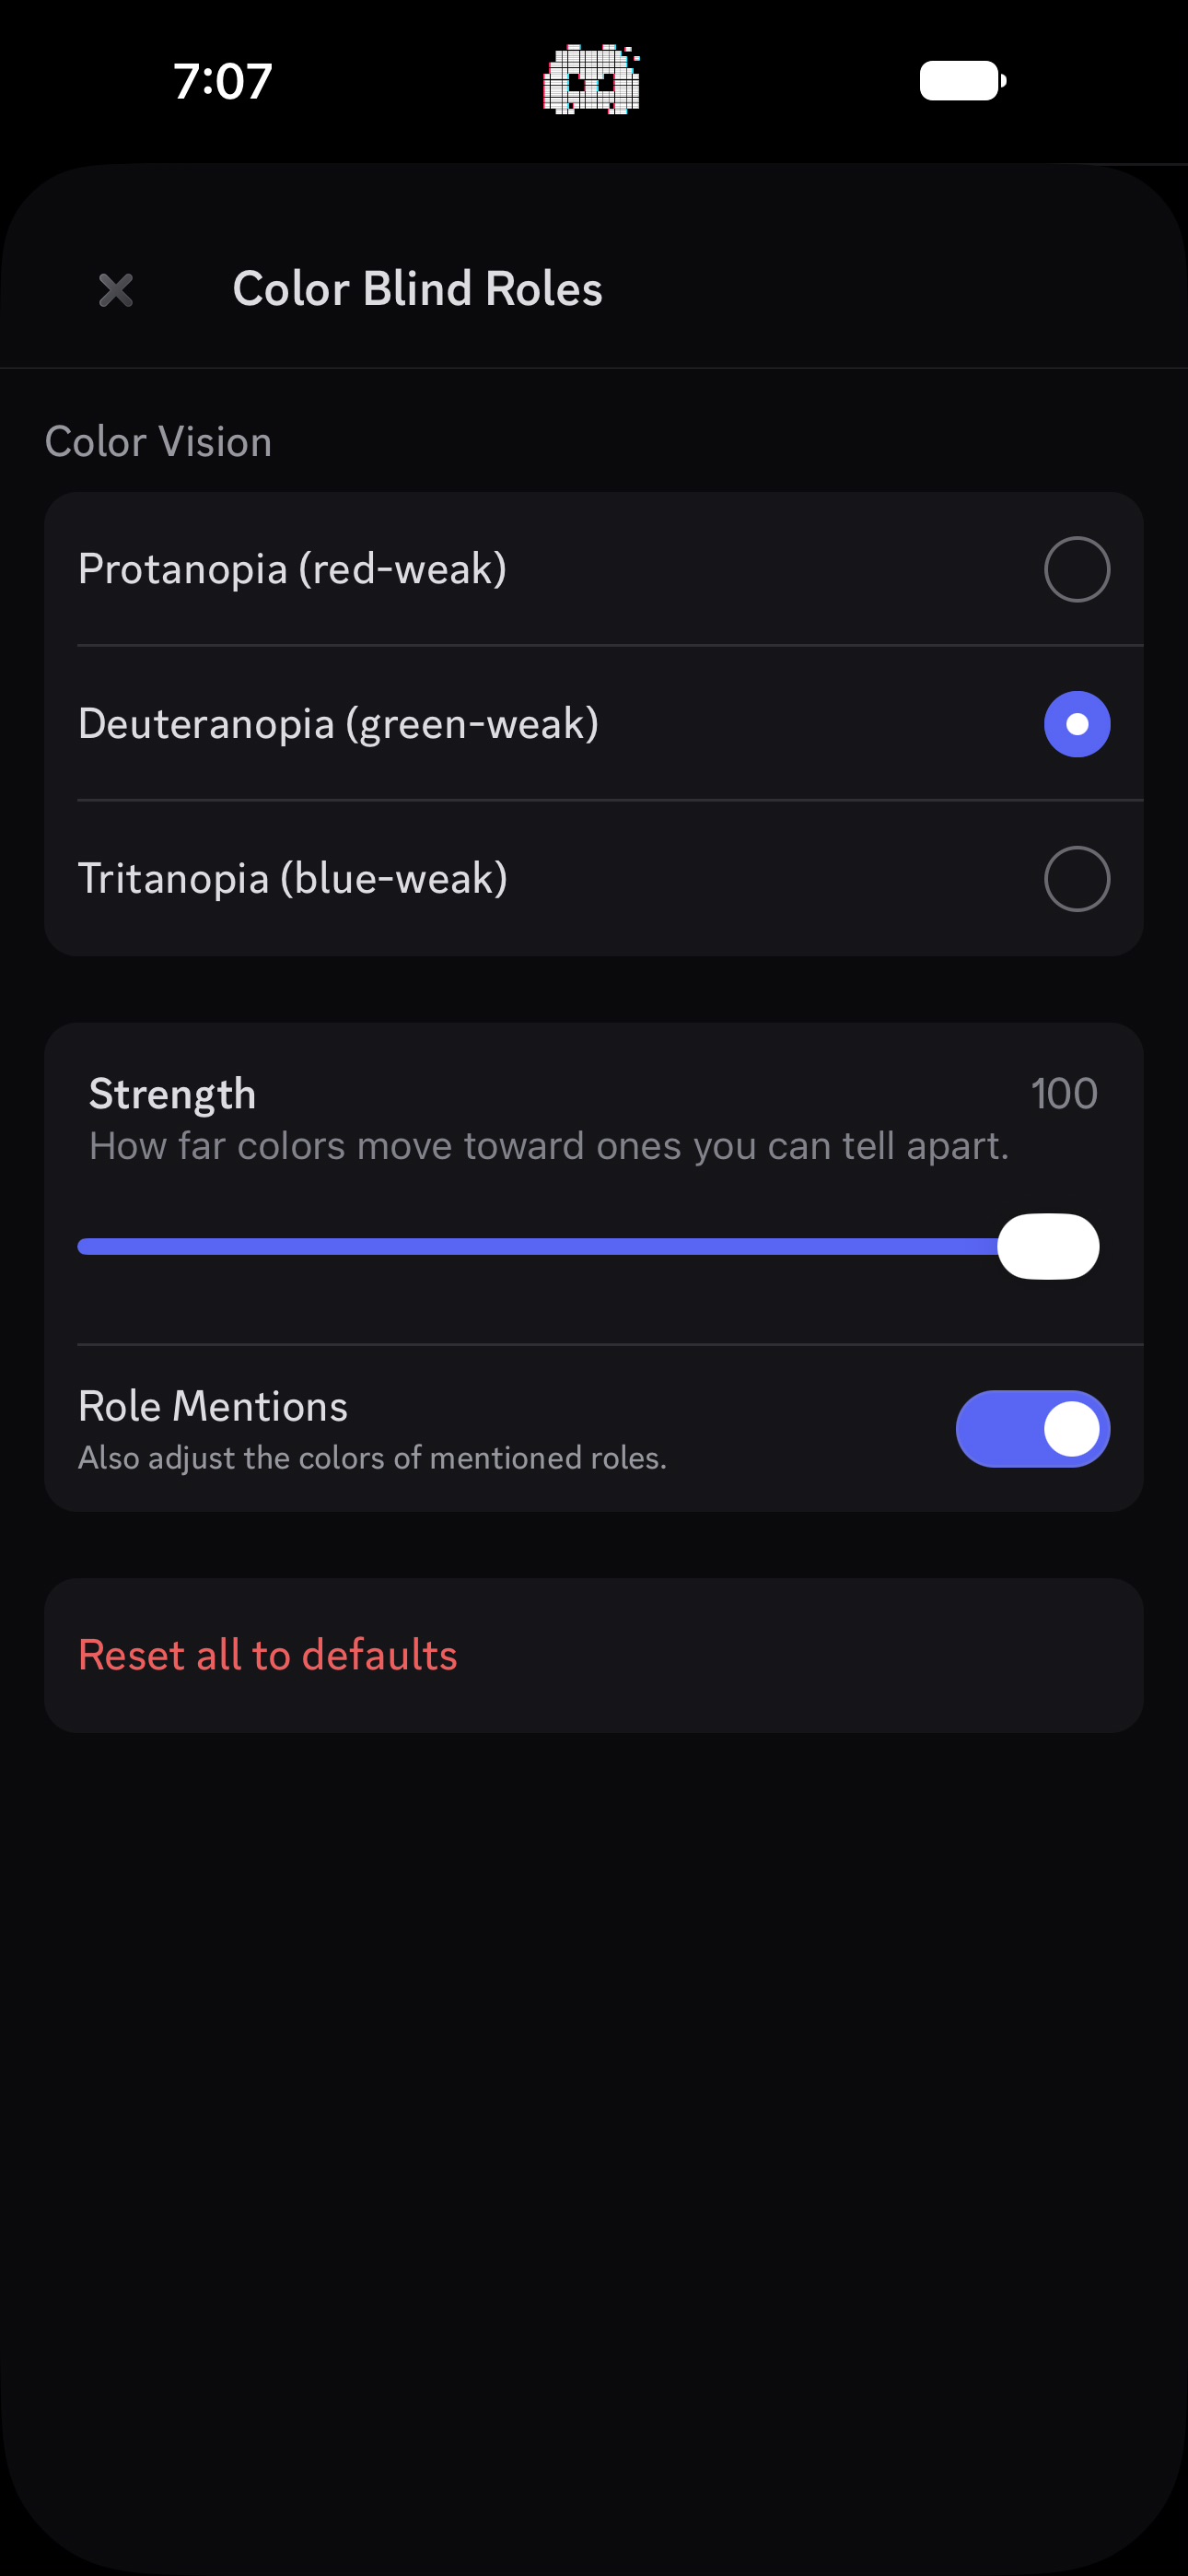 7:07
Color Blind Roles
Color Vision
Protanopia (red-weak)
Deuteranopia (green-weak)
Tritanopia (blue-weak)
Strength 100
How far colors move toward ones you can tell apart.
Role Mentions
Also adjust the colors of mentioned roles.
Reset all to defaults